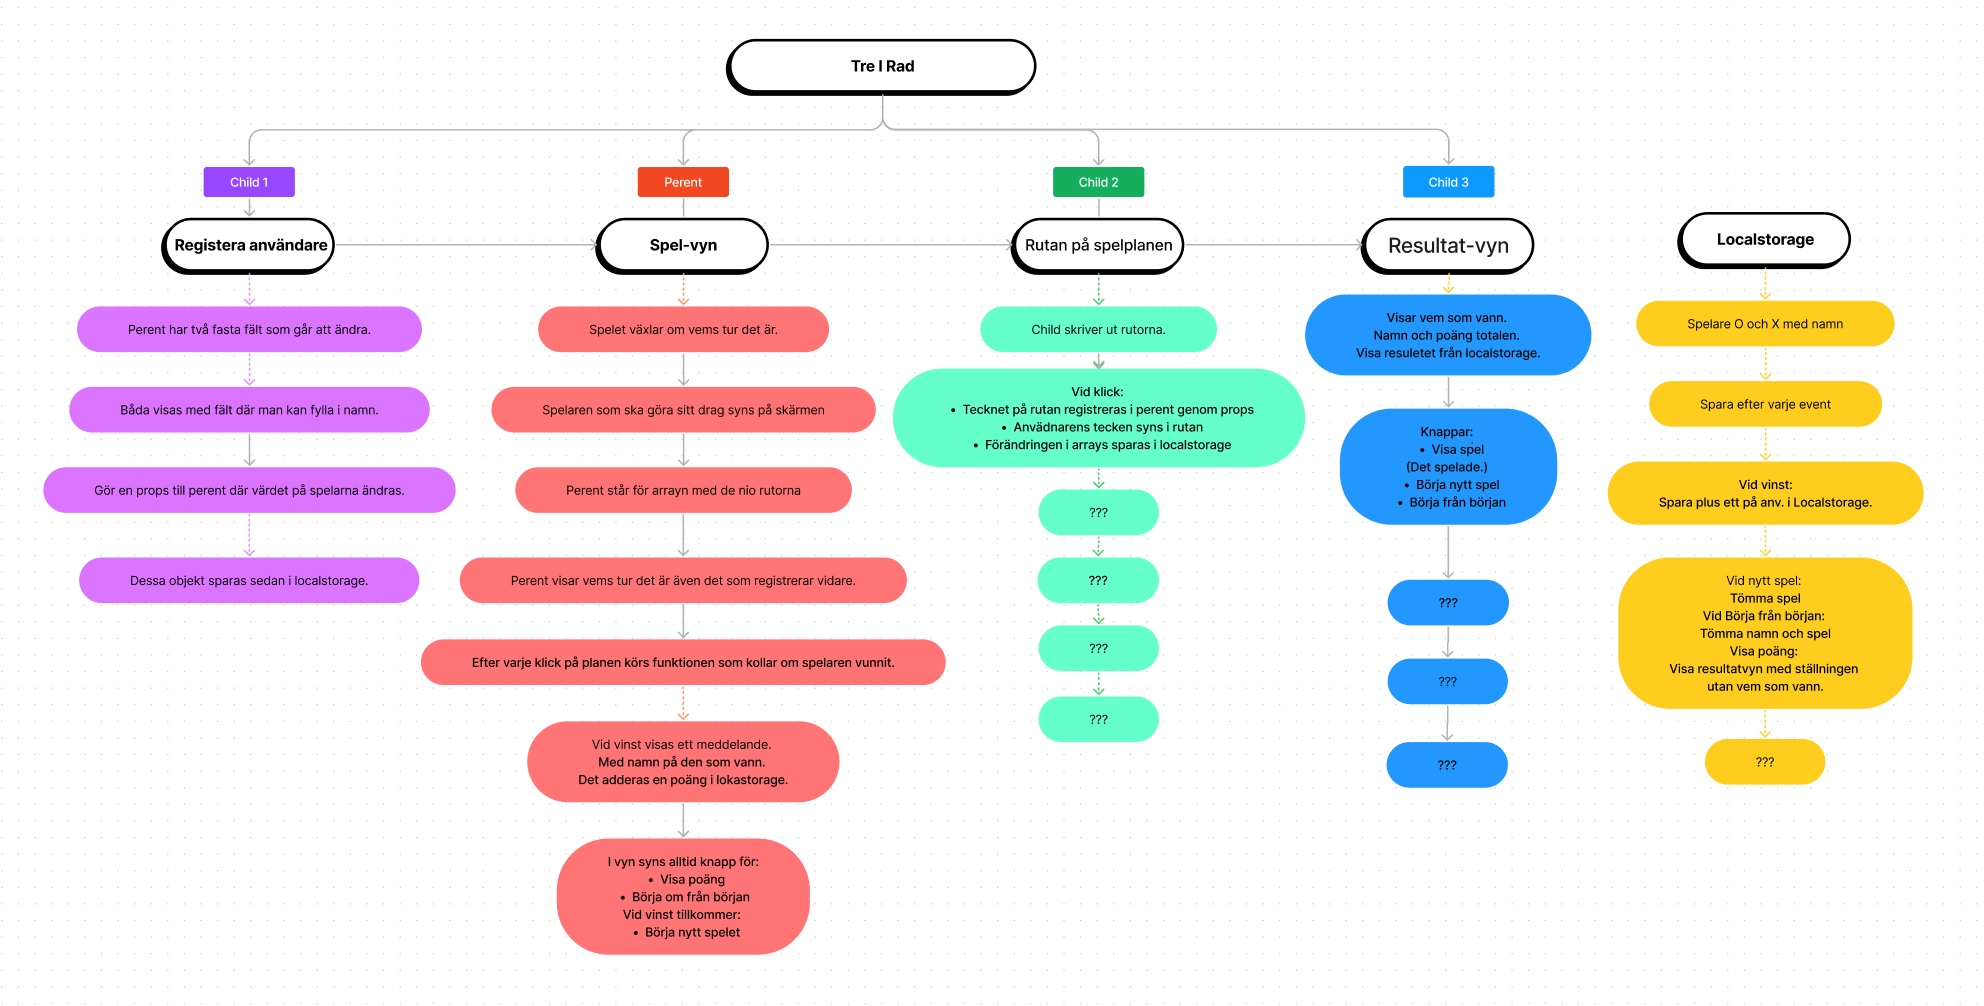 Tre I Rad
Child 1
Perent
Child 2
Child 3
Registera användare
Spel-vyn
Rutan på spelplanen
Resultat-vyn
Localstorage
Perent har två fasta fält som går att ändra.
Båda visas med fält där man kan fylla i namn.
Gör en props till perent där värdet på spelarna ändras.
Dessa objekt sparas sedan i localstorage.
Spelet växlar om vems tur det är.
Spelaren som ska göra sitt drag syns på skärmen
Perent står för arrayn med de nio rutorna
Perent visar vems tur det är även det som registrerar vidare.
Efter varje klick på planen körs funktionen som kollar om spelaren vunnit.
Vid vinst visas ett meddelande.
Med namn på den som vann.
Det adderas en poäng i lokastorage.
I vyn syns alltid knapp för:
• Visa poäng
• Börja om från början
Vid vinst tillkommer:
• Börja nytt spelet
Child skriver ut rutorna.
Vid klick:
• Tecknet på rutan registreras i perent genom props
• Anvädnarens tecken syns i rutan
• Förändringen i arrays sparas i localstorage
???
???
???
???
Visar vem som vann.
Namn och poäng totalen.
Visa resuletet från localstorage.
Knappar:
• Visa spel
(Det spelade.)
• Börja nytt spel
• Börja från början
???
???
???
Spelare O och X med namn
Spara efter varje event
Vid vinst:
Spara plus ett på anv. i Localstorage.
Vid nytt spel:
Tömma spel
Vid Börja från början:
Tömma namn och spel
Visa poäng:
Visa resultatvyn med ställningen
utan vem som vann.
???